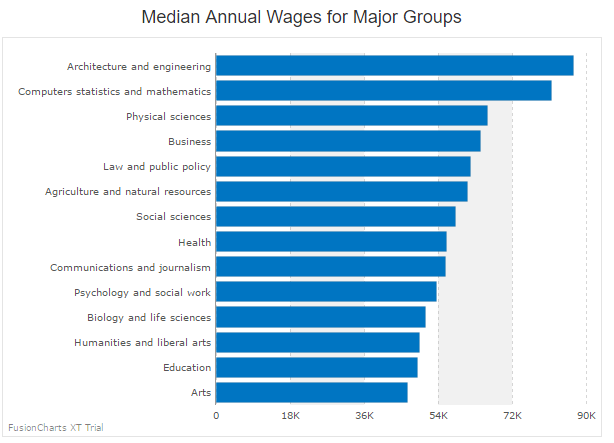 Median Annual Wages for Major Groups
Architecture and engineering
Computers statistics and mathematics
Physical sciences
Business
Law and public policy
Agriculture and natural resources
Social sciences
Health
Communications and journalism
Psychology and social work
Biology and life sciences
Humanities and liberal arts
Education
Arts
0 18K 36K 54K 72K 90K
FusionCharts XT Trial